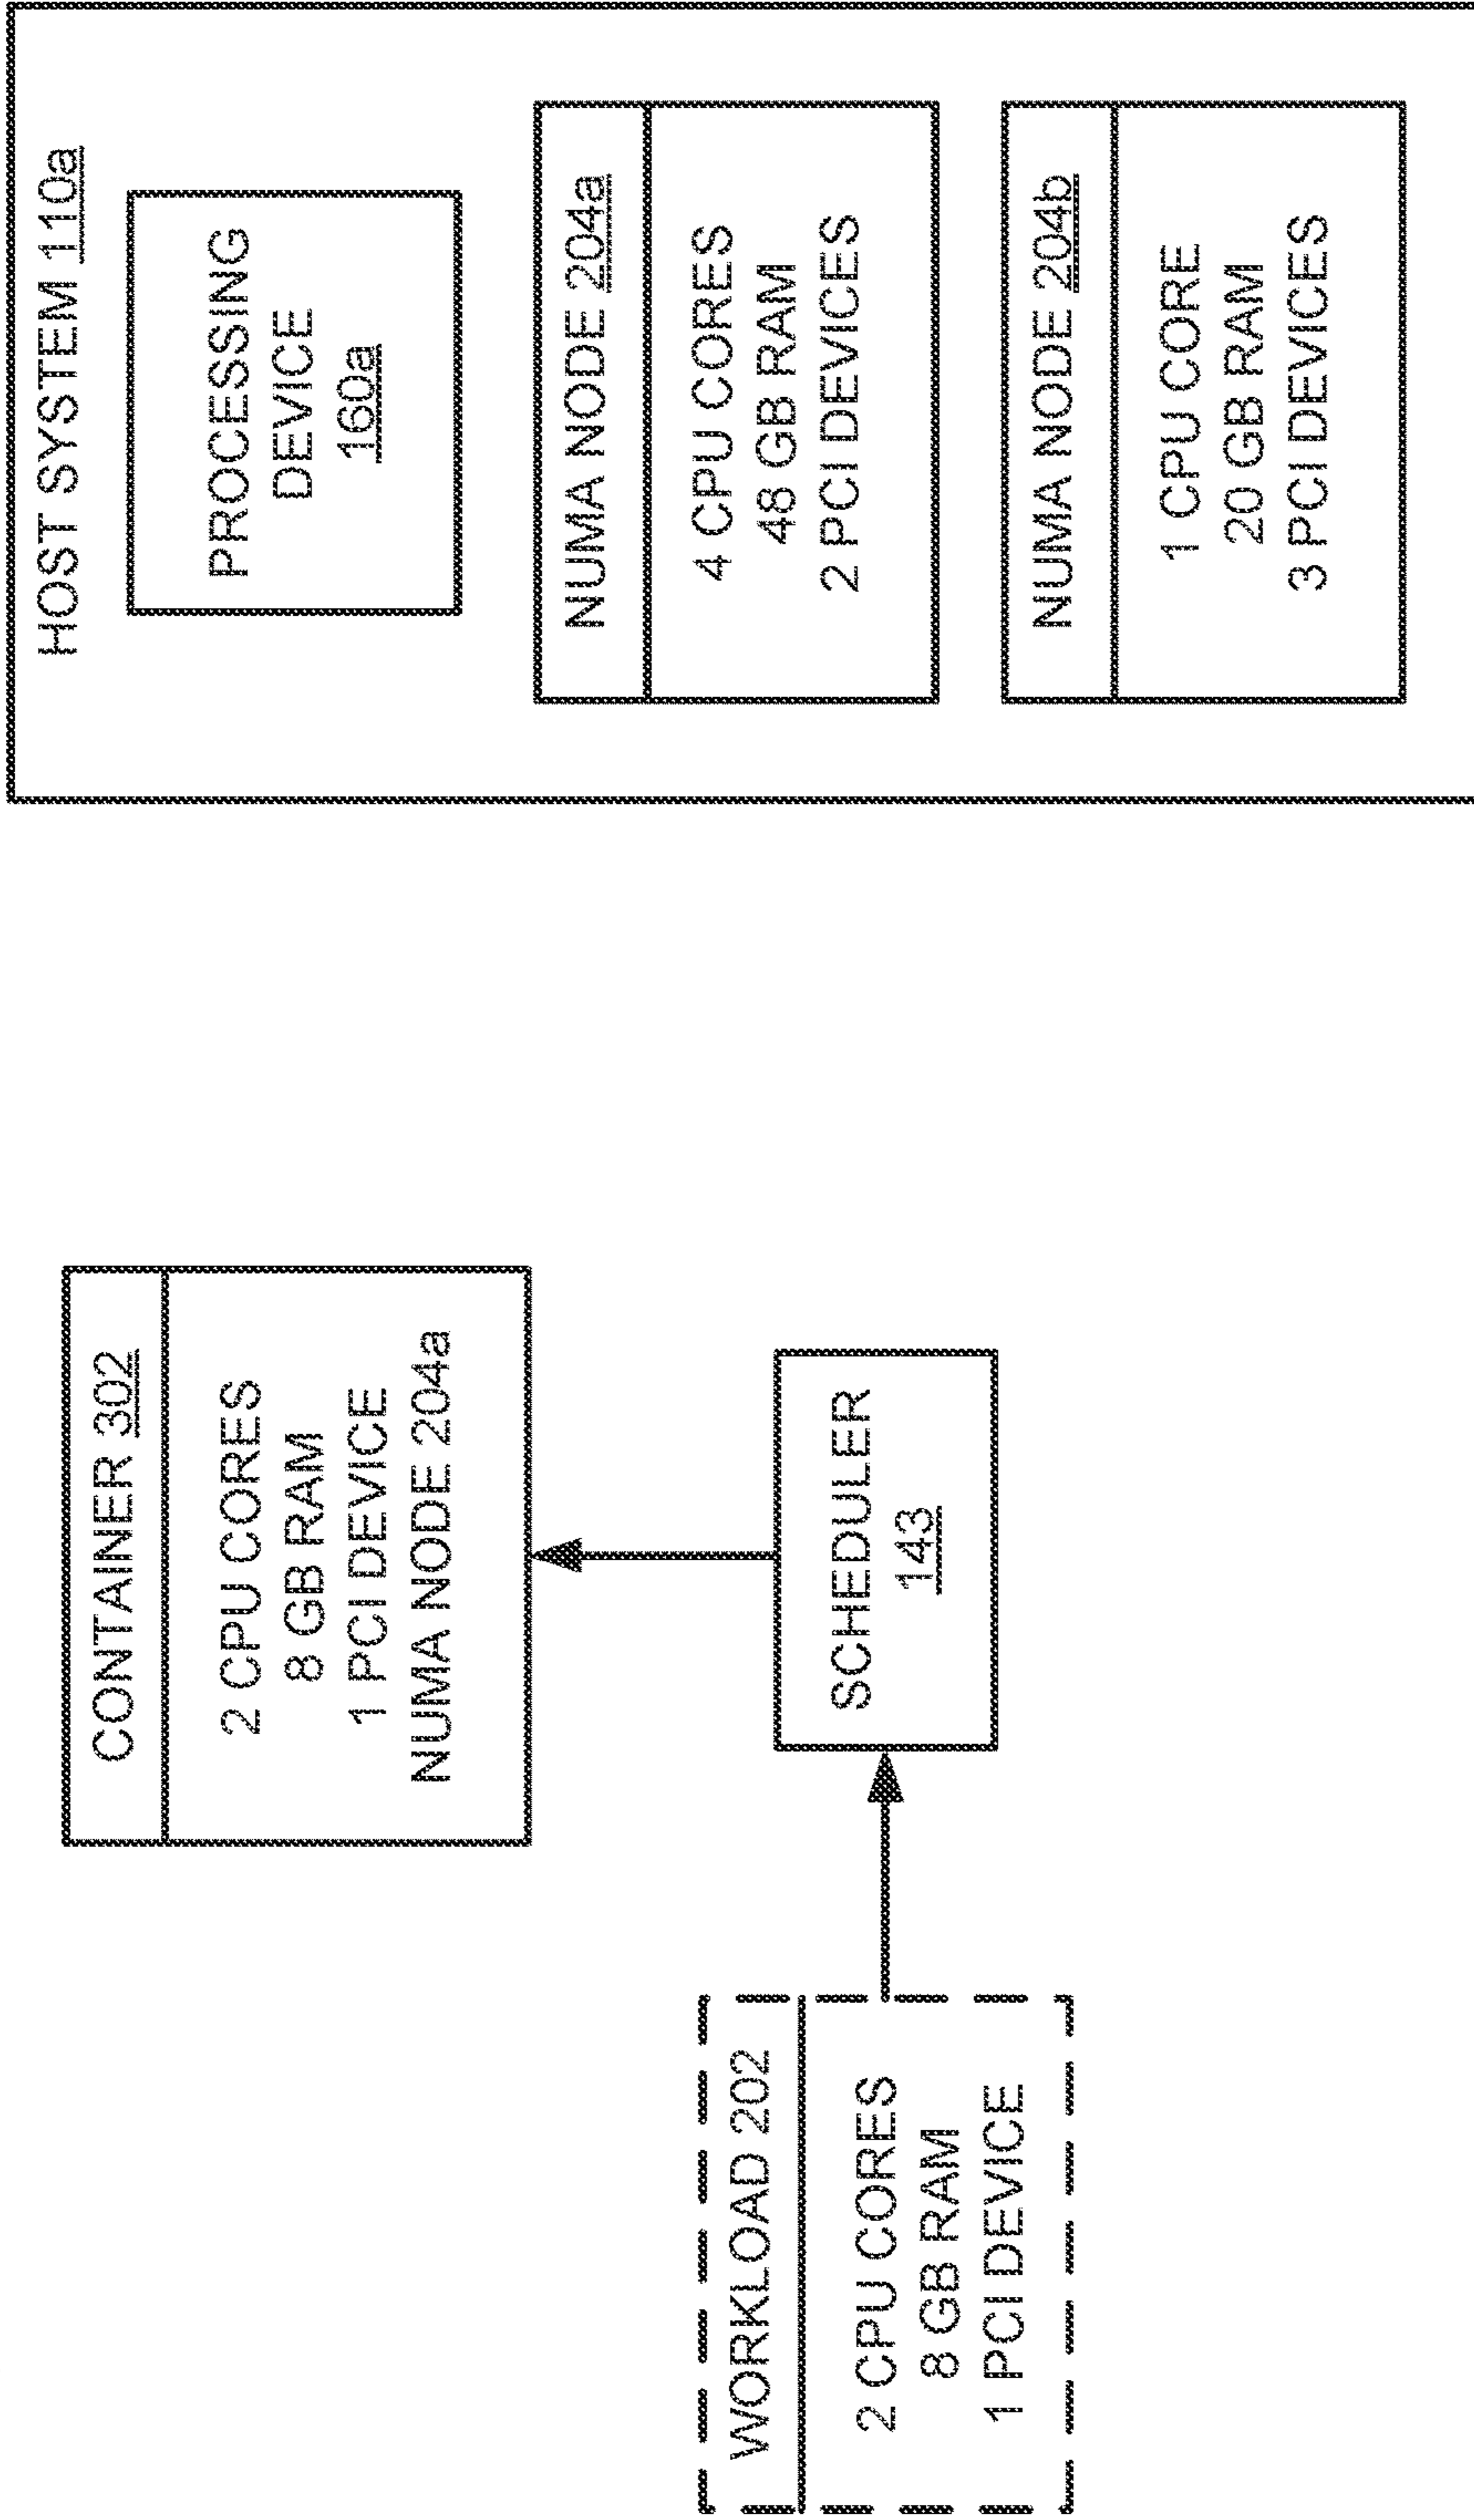 WORKLOAD 202
2 CPU CORES
8 GB RAM
1 PCI DEVICE
CONTAINER 302
2 CPU CORES
8 GB RAM
1 PCI DEVICE
NUMA NODE 204a
SCHEDULER
143
HOST SYSTEM 110a
PROCESSING
DEVICE
160a
NUMA NODE 204a
4 CPU CORES
48 GB RAM
2 PCI DEVICES
NUMA NODE 204b
1 CPU CORE
20 GB RAM
3 PCI DEVICES